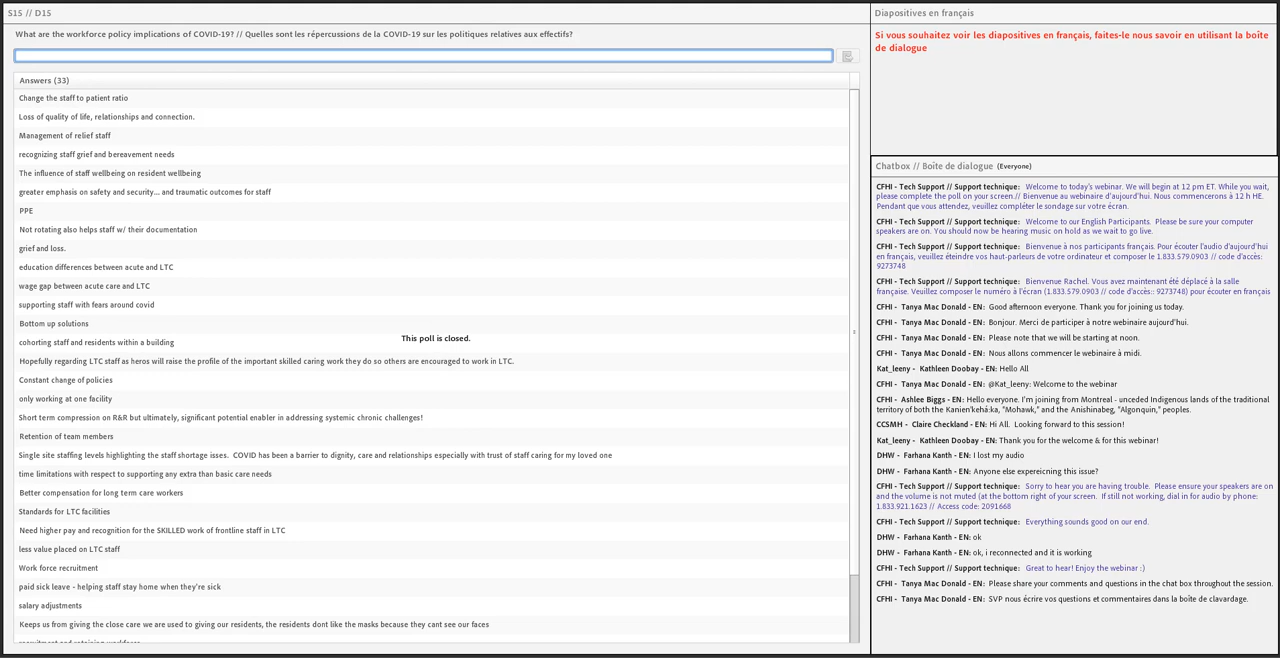 S15 // D15
What are the workforce policy implications of COVID-19? // Quelles sont les répercussions de la COVID-19 sur les politiques relatives aux effectifs?
Answers (33)
Change the staff to patient ratio
Loss of quality of life, relationships and connection.
Management of relief staff
recognizing staff grief and bereavement needs
The influence of staff wellbeing on resident wellbeing
greater emphasis on safety and security... and traumatic outcomes for staff
PPE
Not rotating also helps staff w/ their documentation
grief and loss.
education differences between acute and LTC
wage gap between acute care and LTC
supporting staff with fears around covid
Bottom up solutions
This poll is closed.
cohorting staff and residents within a building
Hopefully regarding LTC staff as heros will raise the profile of the important skilled caring work they do so others are encouraged to work in LTC.
Constant change of policies
only working at one facility
Short term compression on R&R but ultimately, significant potential enabler in addressing systemic chronic challenges!
Retention of team members
Single site staffing levels highlighting the staff shortage isses.  COVID has been a barrier to dignity, care and relationships especially with trust of staff caring for my loved one
time limitations with respect to supporting any extra than basic care needs
Better compensation for long term care workers
Standards for LTC facilities
Need higher pay and recognition for the SKILLED work of frontline staff in LTC
less value placed on LTC staff
Work force recruitment
paid sick leave - helping staff stay home when they're sick
salary adjustments
Keeps us from giving the close care we are used to giving our residents, the residents dont like the masks because they cant see our faces
recruitment and retaining workforce
Diapositives en français
Si vous souhaitez voir les diapositives en français, faites-le nous savoir en utilisant la boîte
de dialogue
Chatbox // Boîte de dialogue (Everyone)
CFHI - Tech Support // Support technique: Welcome to today's webinar. We will begin at 12 pm ET. While you wait,
please complete the poll on your screen.// Bienvenue au webinaire d'aujourd'hui. Nous commencerons à 12 h HE.
Pendant que vous attendez, veuillez compléter le sondage sur votre écran.
CFHI - Tech Support // Support technique: Welcome to our English Participants.  Please be sure your computer
speakers are on. You should now be hearing music on hold as we wait to go live.
CFHI - Tech Support // Support technique: Bienvenue à nos participants français. Pour écouter l'audio d'aujourd'hui
en français, veuillez éteindre vos haut-parleurs de votre ordinateur et composer le 1.833.579.0903 // code d'accès:
9273748
CFHI - Tech Support // Support technique: Bienvenue Rachel. Vous avez maintenant été déplacé à la salle
française. Veuillez composer le numéro à l'écran (1.833.579.0903 // code d'accès:: 9273748) pour écouter en français
CFHI - Tanya Mac Donald - EN: Good afternoon everyone. Thank you for joining us today.
CFHI - Tanya Mac Donald - EN: Bonjour. Merci de participer à notre webinaire aujourd'hui.
CFHI - Tanya Mac Donald - EN: Please note that we will be starting at noon.
CFHI - Tanya Mac Donald - EN: Nous allons commencer le webinaire à midi.
Kat_leeny - Kathleen Doobay - EN: Hello All
CFHI - Tanya Mac Donald - EN: @Kat_leeny: Welcome to the webinar
CFHI - Ashlee Biggs - EN: Hello everyone. I'm joining from Montreal - unceded Indigenous lands of the traditional
territory of both the Kanien'kehá:ka, "Mohawk," and the Anishinabeg, "Algonquin," peoples.
CCSMH - Claire Checkland - EN: Hi All.  Looking forward to this session!
Kat_leeny - Kathleen Doobay - EN: Thank you for the welcome & for this webinar!
DHW - Farhana Kanth - EN: I lost my audio
DHW - Farhana Kanth - EN: Anyone else expereicning this issue?
CFHI - Tech Support // Support technique: Sorry to hear you are having trouble.  Please ensure your speakers are on
and the volume is not muted (at the bottom right of your screen.  If still not working, dial in for audio by phone:
1.833.921.1623 // Access code: 2091668
CFHI - Tech Support // Support technique: Everything sounds good on our end.
DHW - Farhana Kanth - EN: ok
DHW - Farhana Kanth - EN: ok, i reconnected and it is working
CFHI - Tech Support // Support technique: Great to hear! Enjoy the webinar :)
CFHI - Tanya Mac Donald - EN: Please share your comments and questions in the chat box throughout the session.
CFHI - Tanya Mac Donald - EN: SVP nous écrire vos questions et commentaires dans la boîte de clavardage.